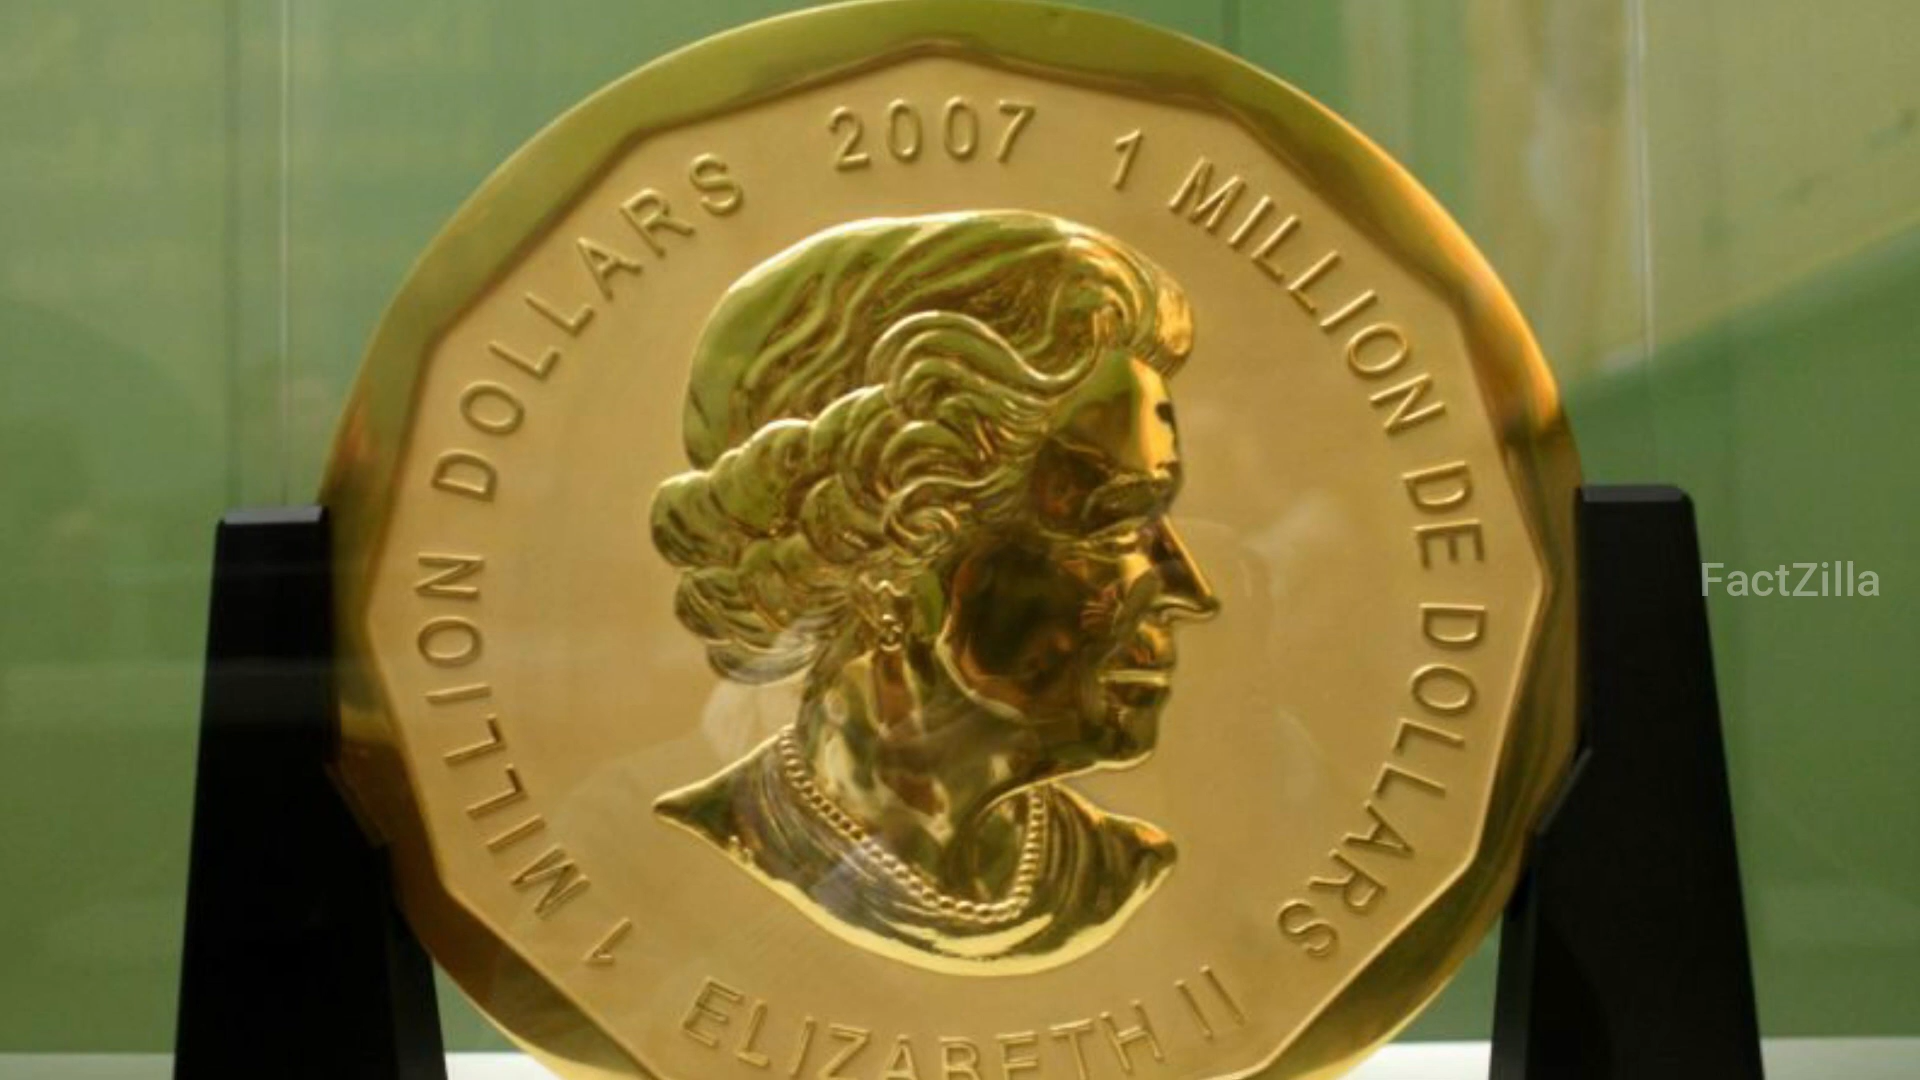 1 MILLION DOLLARS
2007
1 MILLION DE DOLLARS
ELIZABETH II
FactZilla